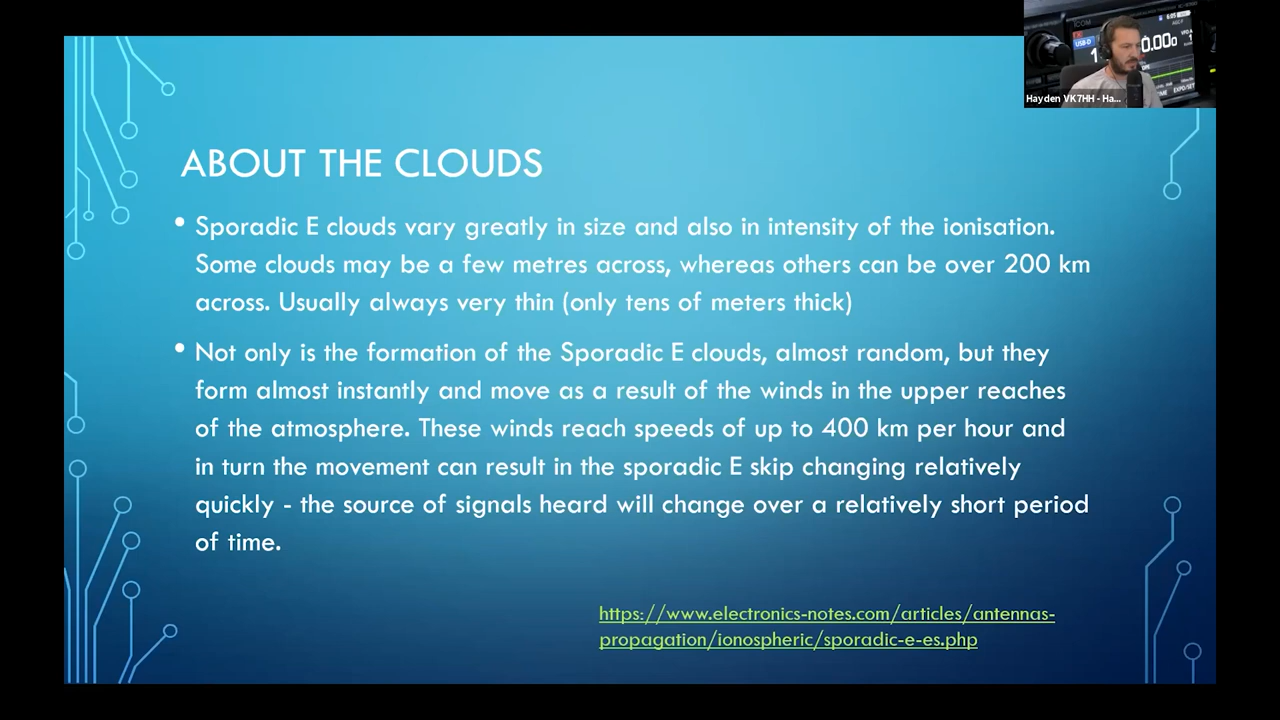 ICOM
USB-D
6:05
0.00
Hayden VK7HH - Ha...
ABOUT THE CLOUDS
• Sporadic E clouds vary greatly in size and also in intensity of the ionisation.
Some clouds may be a few metres across, whereas others can be over 200 km
across. Usually always very thin (only tens of meters thick)
• Not only is the formation of the Sporadic E clouds, almost random, but they
form almost instantly and move as a result of the winds in the upper reaches
of the atmosphere. These winds reach speeds of up to 400 km per hour and
in turn the movement can result in the sporadic E skip changing relatively
quickly - the source of signals heard will change over a relatively short period
of time.
https://www.electronics-notes.com/articles/antennas-
propagation/ionospheric/sporadic-e-es.php